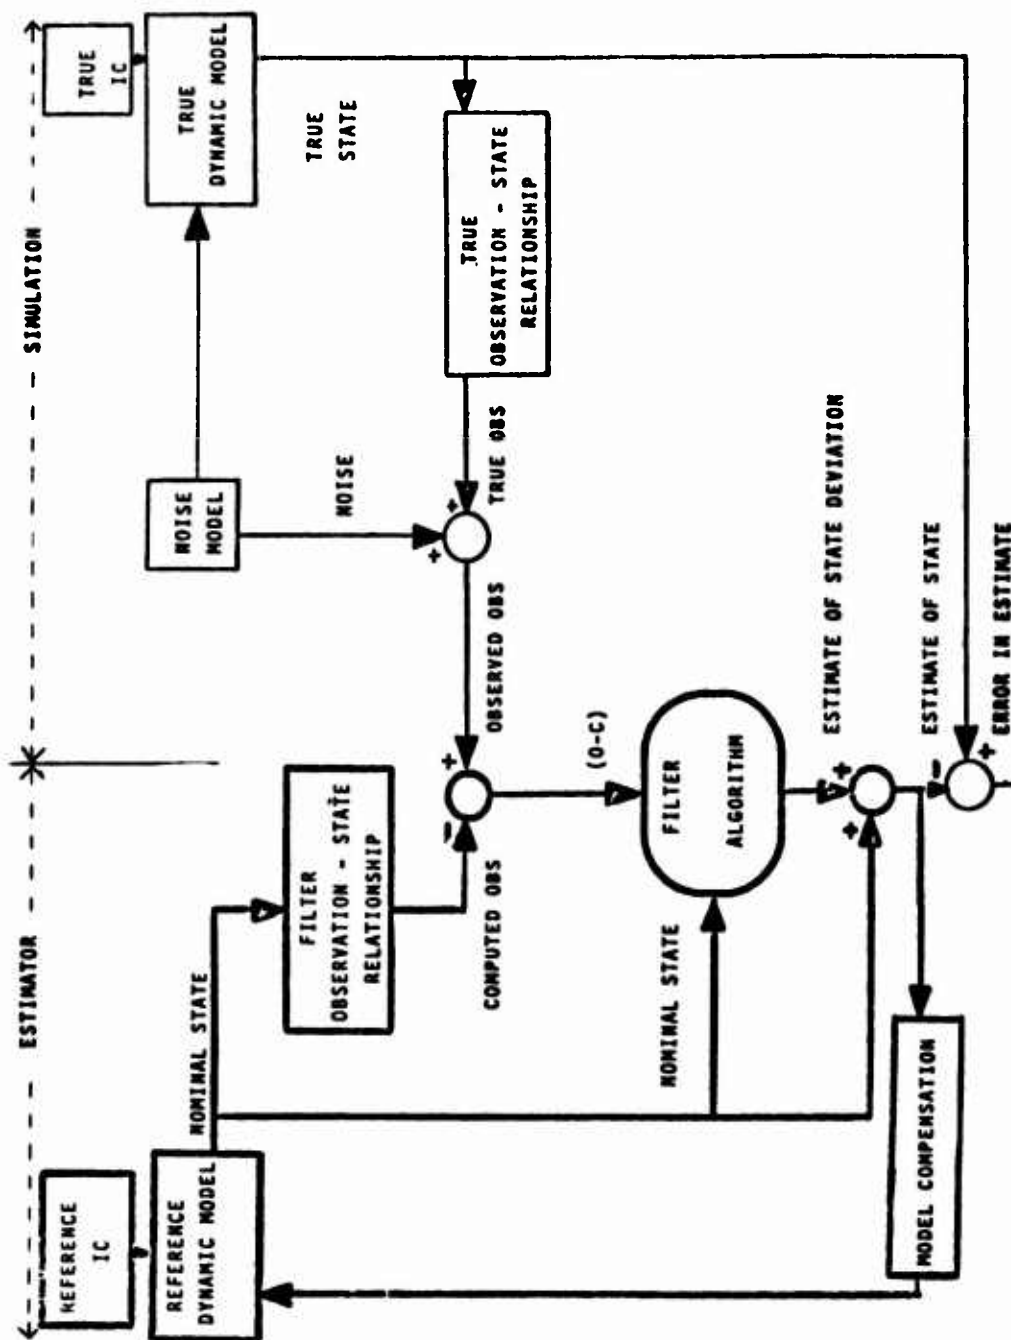 ESTIMATOR
SIMULATION
REFERENCE
IC
REFERENCE
DYNAMIC MODEL
NOMINAL STATE
FILTER
OBSERVATION - STATE
RELATIONSHIP
COMPUTED OBS
-
+
OBSERVED OBS
NOISE
MODEL
NOISE
+
+
TRUE OBS
TRUE
IC
TRUE
DYNAMIC MODEL
TRUE
STATE
TRUE
OBSERVATION - STATE
RELATIONSHIP
(O-C)
NOMINAL STATE
FILTER
ALGORITHM
+
+
ESTIMATE OF STATE DEVIATION
MODEL COMPENSATION
ESTIMATE OF STATE
-
+
ERROR IN ESTIMATE